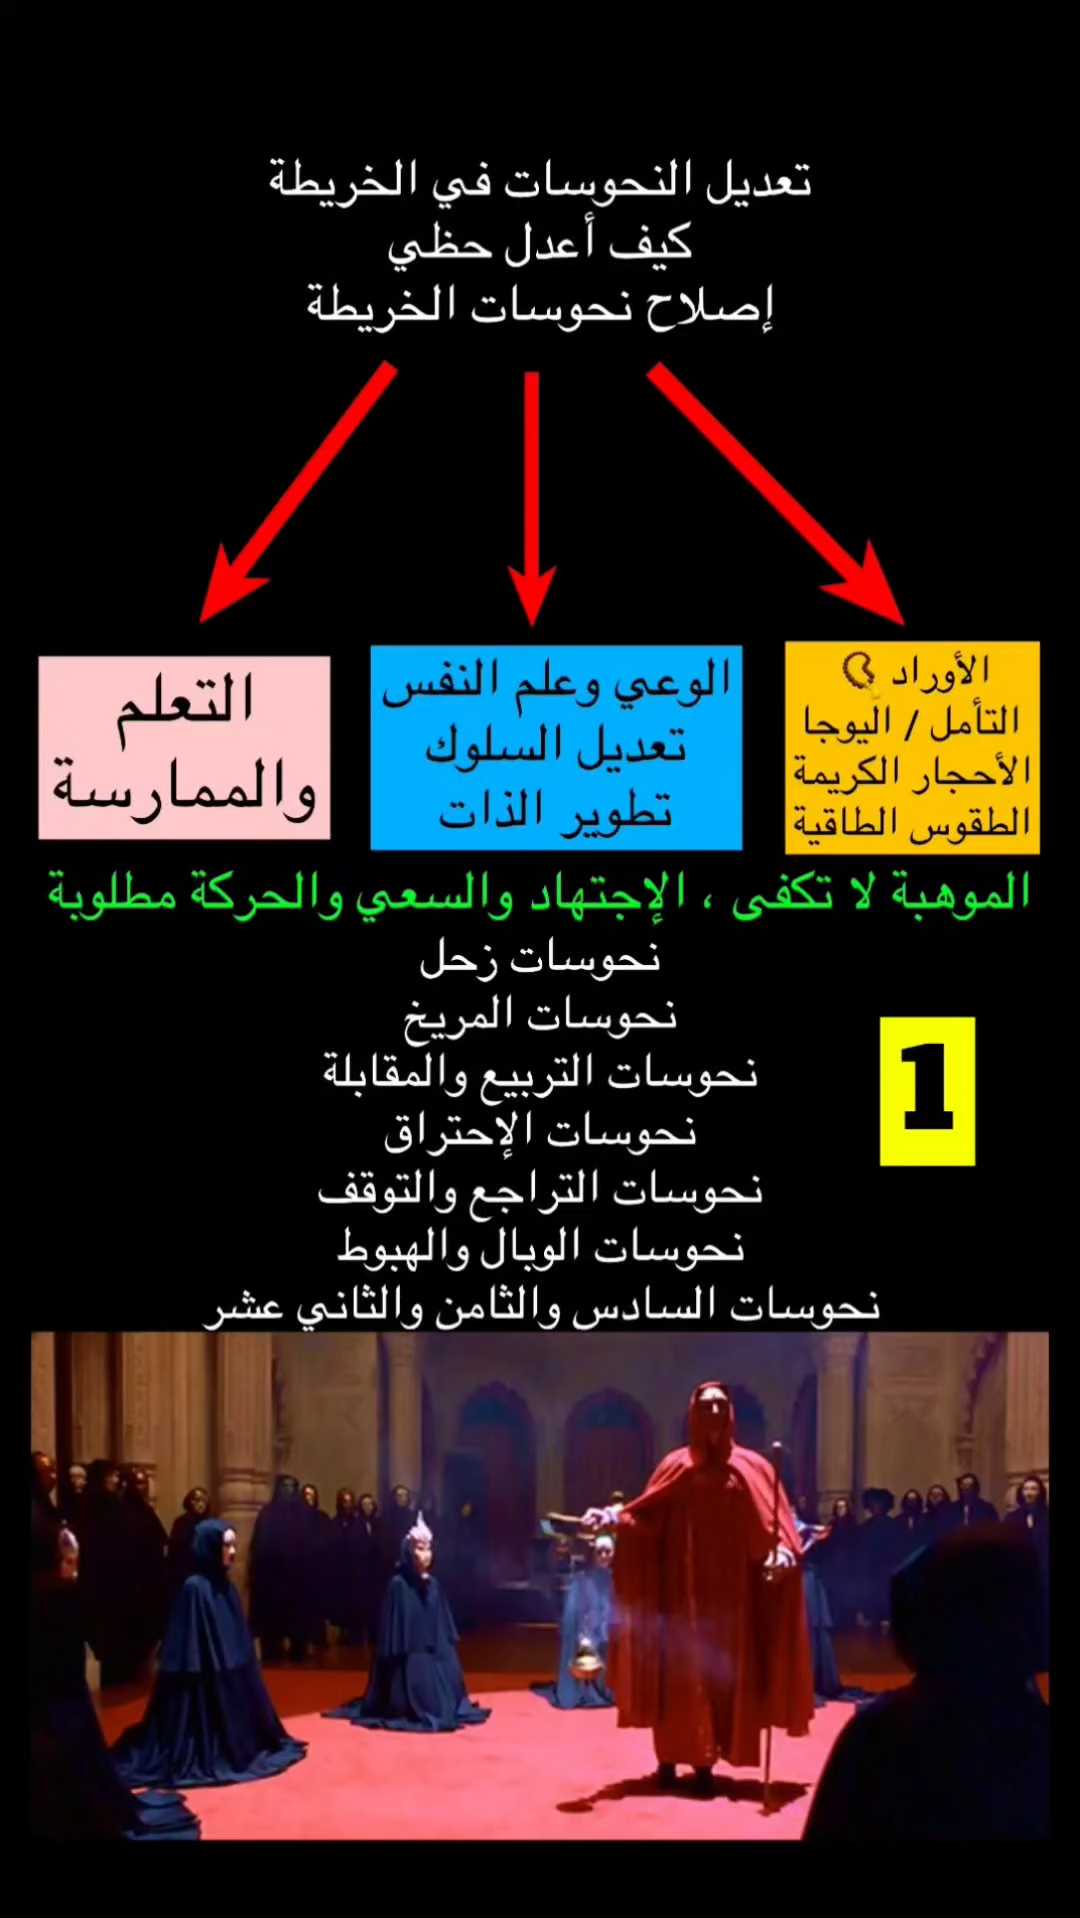 تعديل النحوسات في الخريطة
كيف أعدل حظي
إصلاح نحوسات الخريطة
الأوراد 📿
التأمل / اليوجا
الأحجار الكريمة
الطقوس الطاقية
الوعي وعلم النفس
تعديل السلوك
تطوير الذات
التعلم
والممارسة
الموهبة لا تكفى ، الإجتهاد والسعي والحركة مطلوبة
نحوسات زحل
نحوسات المريخ
نحوسات التربيع والمقابلة
نحوسات الإحتراق
نحوسات التراجع والتوقف
نحوسات الوبال والهبوط
نحوسات السادس والثامن والثاني عشر
1